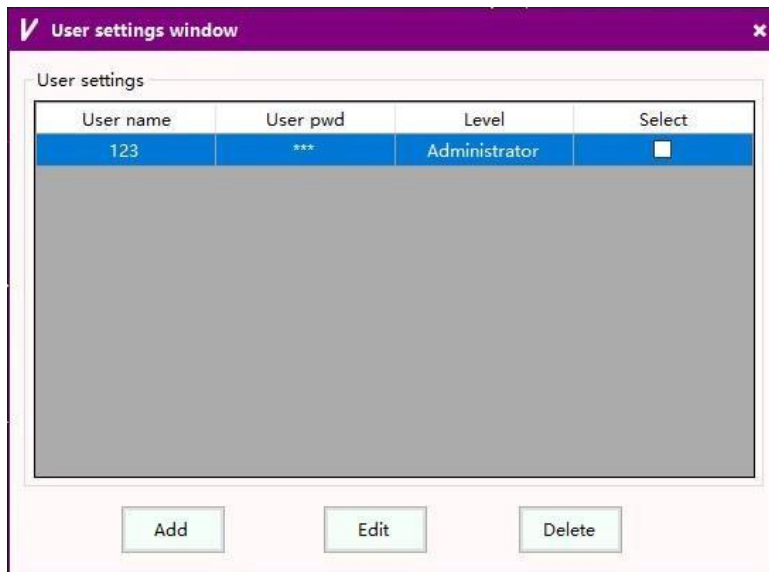 V User settings window ×
User settings
User name User pwd Level Select
123 *** Administrator
Add Edit Delete